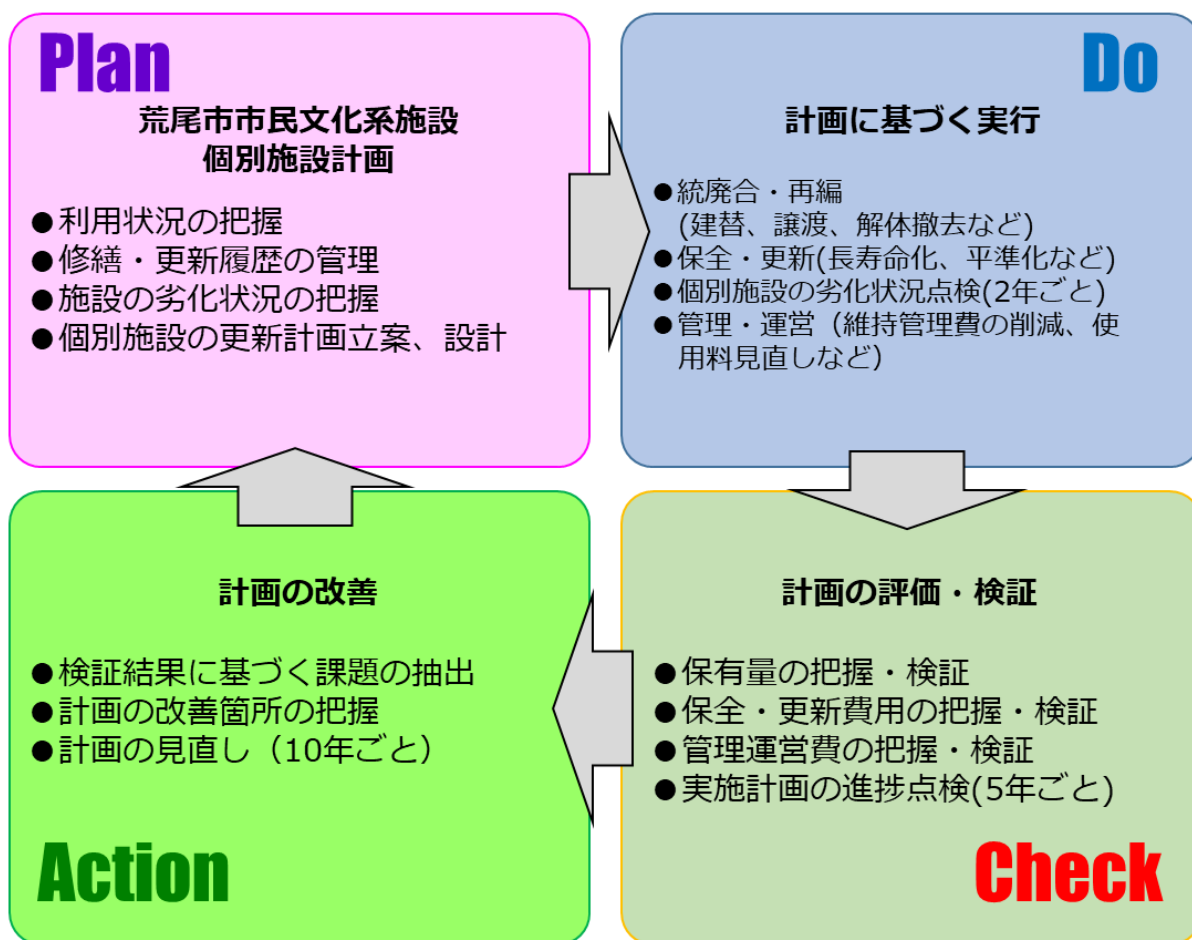 Plan
荒尾市市民文化系施設
個別施設計画
●利用状況の把握
●修繕・更新履歴の管理
●施設の劣化状況の把握
●個別施設の更新計画立案、設計
Do
計画に基づく実行
●統廃合・再編
(建替、譲渡、解体撤去など)
●保全・更新(長寿命化、平準化など)
●個別施設の劣化状況点検(2年ごと)
●管理・運営（維持管理費の削減、使
用料見直しなど）
計画の改善
●検証結果に基づく課題の抽出
●計画の改善箇所の把握
●計画の見直し（10年ごと）
Action
計画の評価・検証
●保有量の把握・検証
●保全・更新費用の把握・検証
●管理運営費の把握・検証
●実施計画の進捗点検(5年ごと)
Check